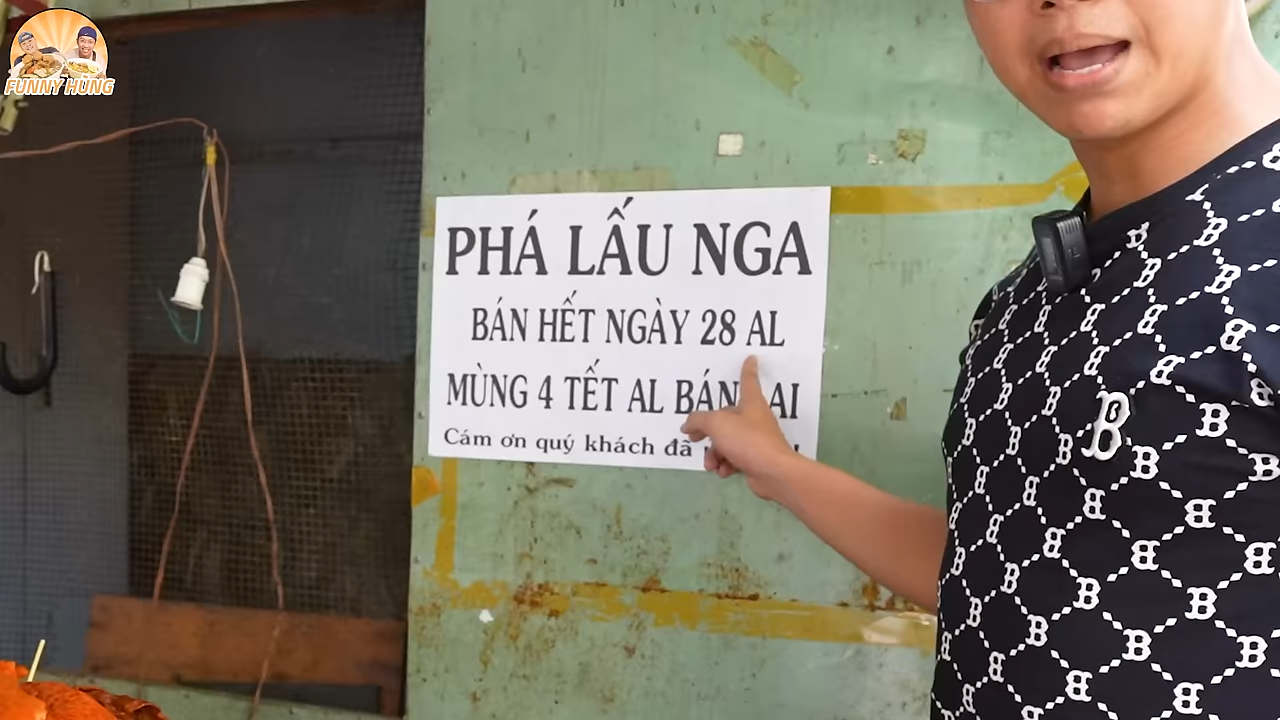 FUNNY HÙNG
PHÁ LẤU NGA
BÁN HẾT NGÀY 28 AL
MÙNG 4 TẾT AL BÁN
Cám ơn quý khách đã